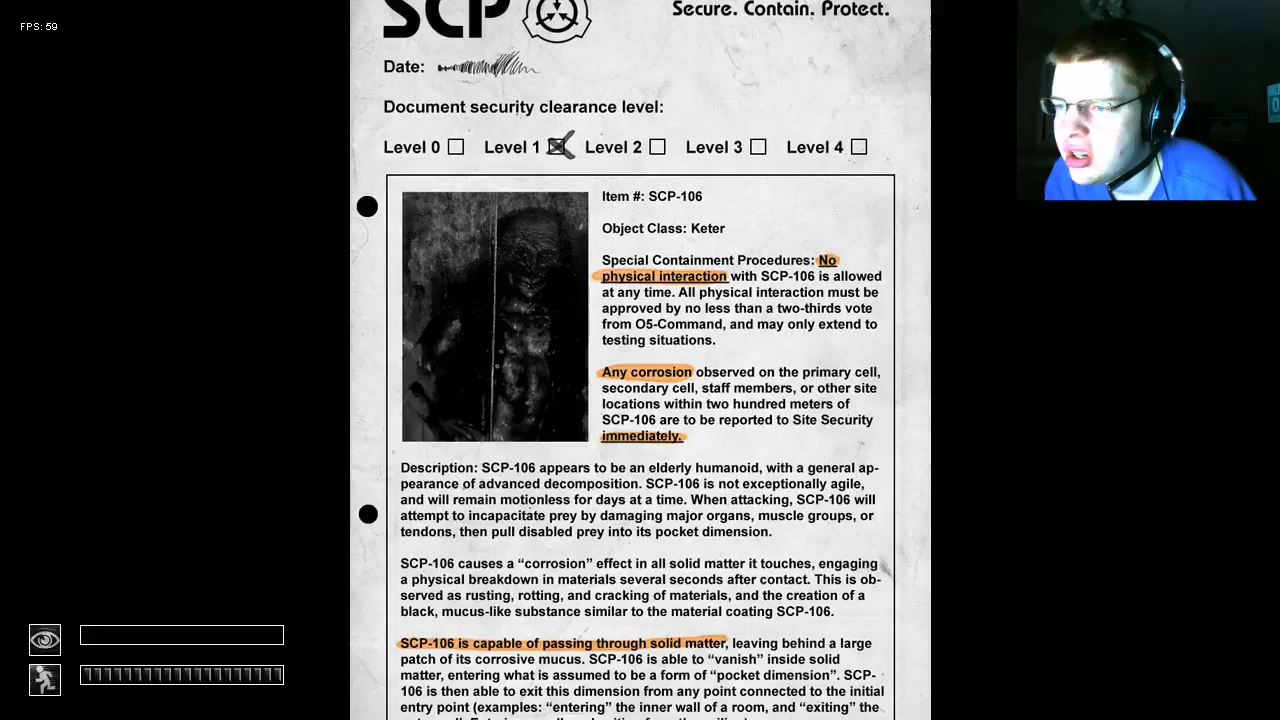 FPS: 59
SCP
Secure. Contain. Protect.
Date:
Document security clearance level:
Level 0 Level 1 Level 2 Level 3 Level 4
Item #: SCP-106
Object Class: Keter
Special Containment Procedures: No
physical interaction with SCP-106 is allowed
at any time. All physical interaction must be
approved by no less than a two-thirds vote
from O5-Command, and may only extend to
testing situations.
Any corrosion observed on the primary cell,
secondary cell, staff members, or other site
locations within two hundred meters of
SCP-106 are to be reported to Site Security
immediately.
Description: SCP-106 appears to be an elderly humanoid, with a general ap-
pearance of advanced decomposition. SCP-106 is not exceptionally agile,
and will remain motionless for days at a time. When attacking, SCP-106 will
attempt to incapacitate prey by damaging major organs, muscle groups, or
tendons, then pull disabled prey into its pocket dimension.
SCP-106 causes a “corrosion” effect in all solid matter it touches, engaging
a physical breakdown in materials several seconds after contact. This is ob-
served as rusting, rotting, and cracking of materials, and the creation of a
black, mucus-like substance similar to the material coating SCP-106.
SCP-106 is capable of passing through solid matter, leaving behind a large
patch of its corrosive mucus. SCP-106 is able to “vanish” inside solid
matter, entering what is assumed to be a form of “pocket dimension”. SCP-
106 is then able to exit this dimension from any point connected to the initial
entry point (examples: “entering” the inner wall of a room, and “exiting” the